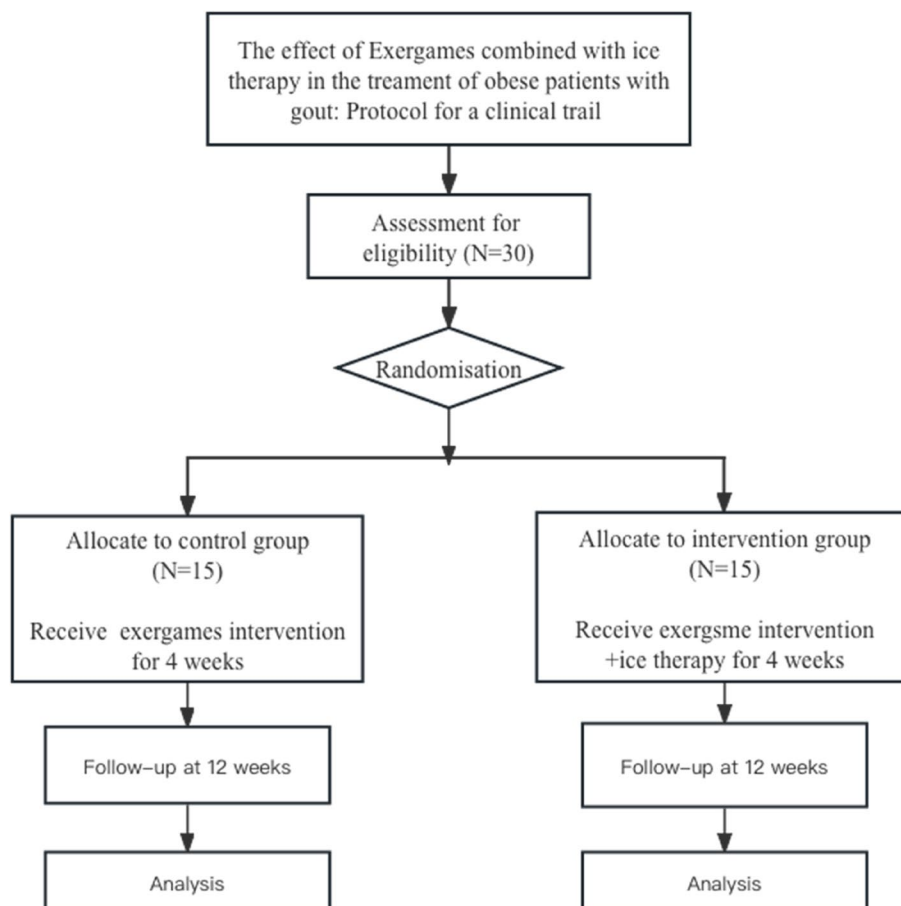 The effect of Exergames combined with ice
therapy in the treament of obese patients with
gout: Protocol for a clinical trail
Assessment for
eligibility (N=30)
Randomisation
Allocate to control group
(N=15)
Receive exergames intervention
for 4 weeks
Allocate to intervention group
(N=15)
Receive exergsme intervention
+ice therapy for 4 weeks
Follow-up at 12 weeks
Follow-up at 12 weeks
Analysis
Analysis